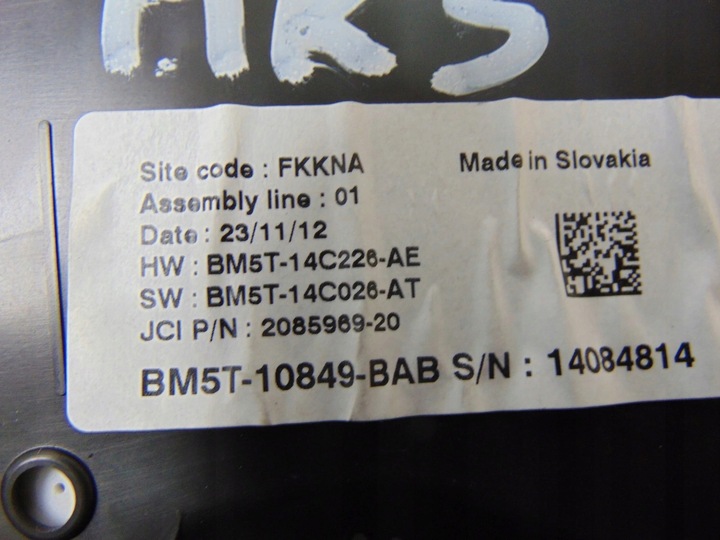 Site code : FKKNA
Made in Slovakia
Assembly line : 01
Date : 23/11/12
HW : BM5T-14C226-AE
SW : BM5T-14C026-AT
JCI P/N : 2085969-20
BM5T-10849-BAB S/N : 14084814